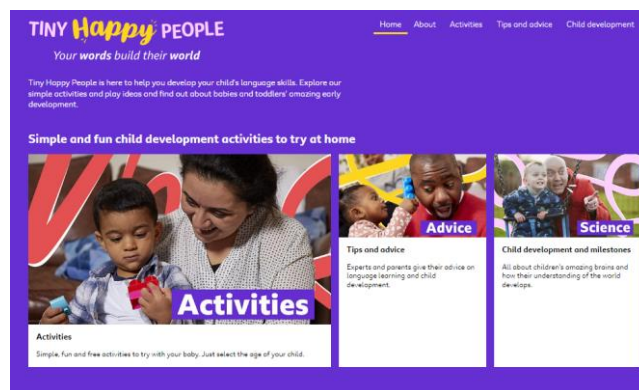 TINY Happy PEOPLE
Your words build their world
Home About Activities Tips and advice Child development
Tiny Happy People is here to help you develop your child's language skills. Explore our
simple activities and play ideas and find out about babies and toddlers' amazing early
development.
Simple and fun child development activities to try at home
Activities
Activities
Simple, fun and free activities to try with your baby. Just select the age of your child.
Advice
Tips and advice
Experts and parents give their advice on
language learning and child
development.
Science
Child development and milestones
All about children's amazing brains and
how their understanding of the world
develops.